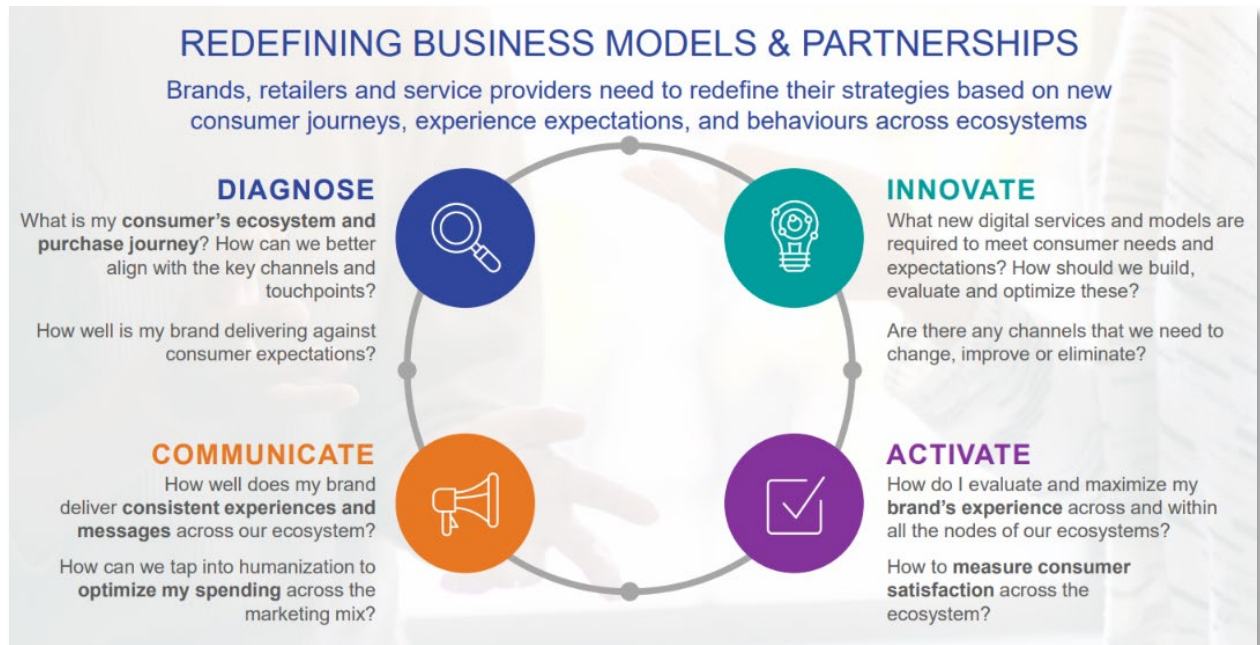 REDEFINING BUSINESS MODELS & PARTNERSHIPS
Brands, retailers and service providers need to redefine their strategies based on new
consumer journeys, experience expectations, and behaviours across ecosystems
DIAGNOSE
What is my consumer's ecosystem and
purchase journey? How can we better
align with the key channels and
touchpoints?
How well is my brand delivering against
consumer expectations?
INNOVATE
What new digital services and models are
required to meet consumer needs and
expectations? How should we build,
evaluate and optimize these?
Are there any channels that we need to
change, improve or eliminate?
COMMUNICATE
How well does my brand
deliver consistent experiences and
messages across our ecosystem?
How can we tap into humanization to
optimize my spending across the
marketing mix?
ACTIVATE
How do I evaluate and maximize my
brand's experience across and within
all the nodes of our ecosystems?
How to measure consumer
satisfaction across the
ecosystem?